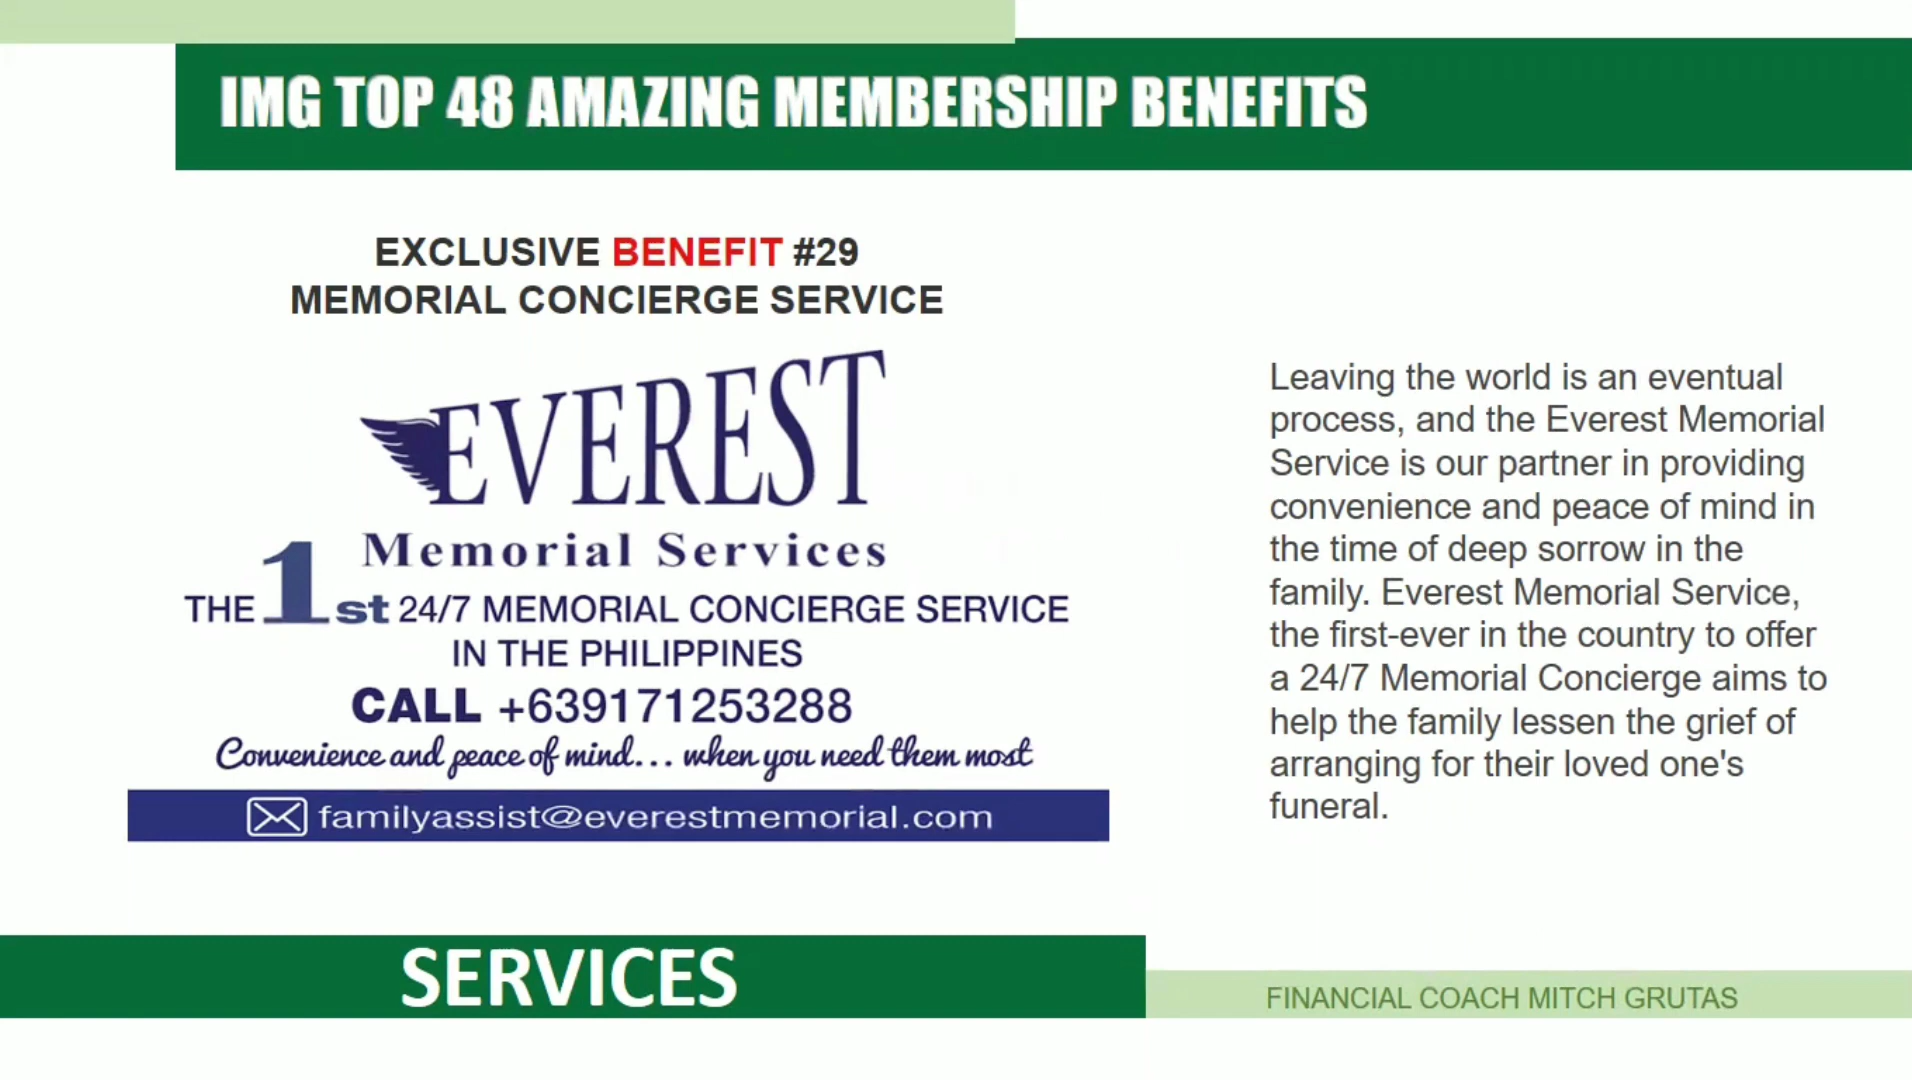 IMG TOP 48 AMAZING MEMBERSHIP BENEFITS
EXCLUSIVE BENEFIT #29
MEMORIAL CONCIERGE SERVICE
EVEREST
Memorial Services
THE 1st 24/7 MEMORIAL CONCIERGE SERVICE
IN THE PHILIPPINES
CALL +639171253288
Convenience and peace of mind... when you need them most
familyassist@everestmemorial.com
Leaving the world is an eventual
process, and the Everest Memorial
Service is our partner in providing
convenience and peace of mind in
the time of deep sorrow in the
family. Everest Memorial Service,
the first-ever in the country to offer
a 24/7 Memorial Concierge aims to
help the family lessen the grief of
arranging for their loved one's
funeral.
SERVICES
FINANCIAL COACH MITCH GRUTAS